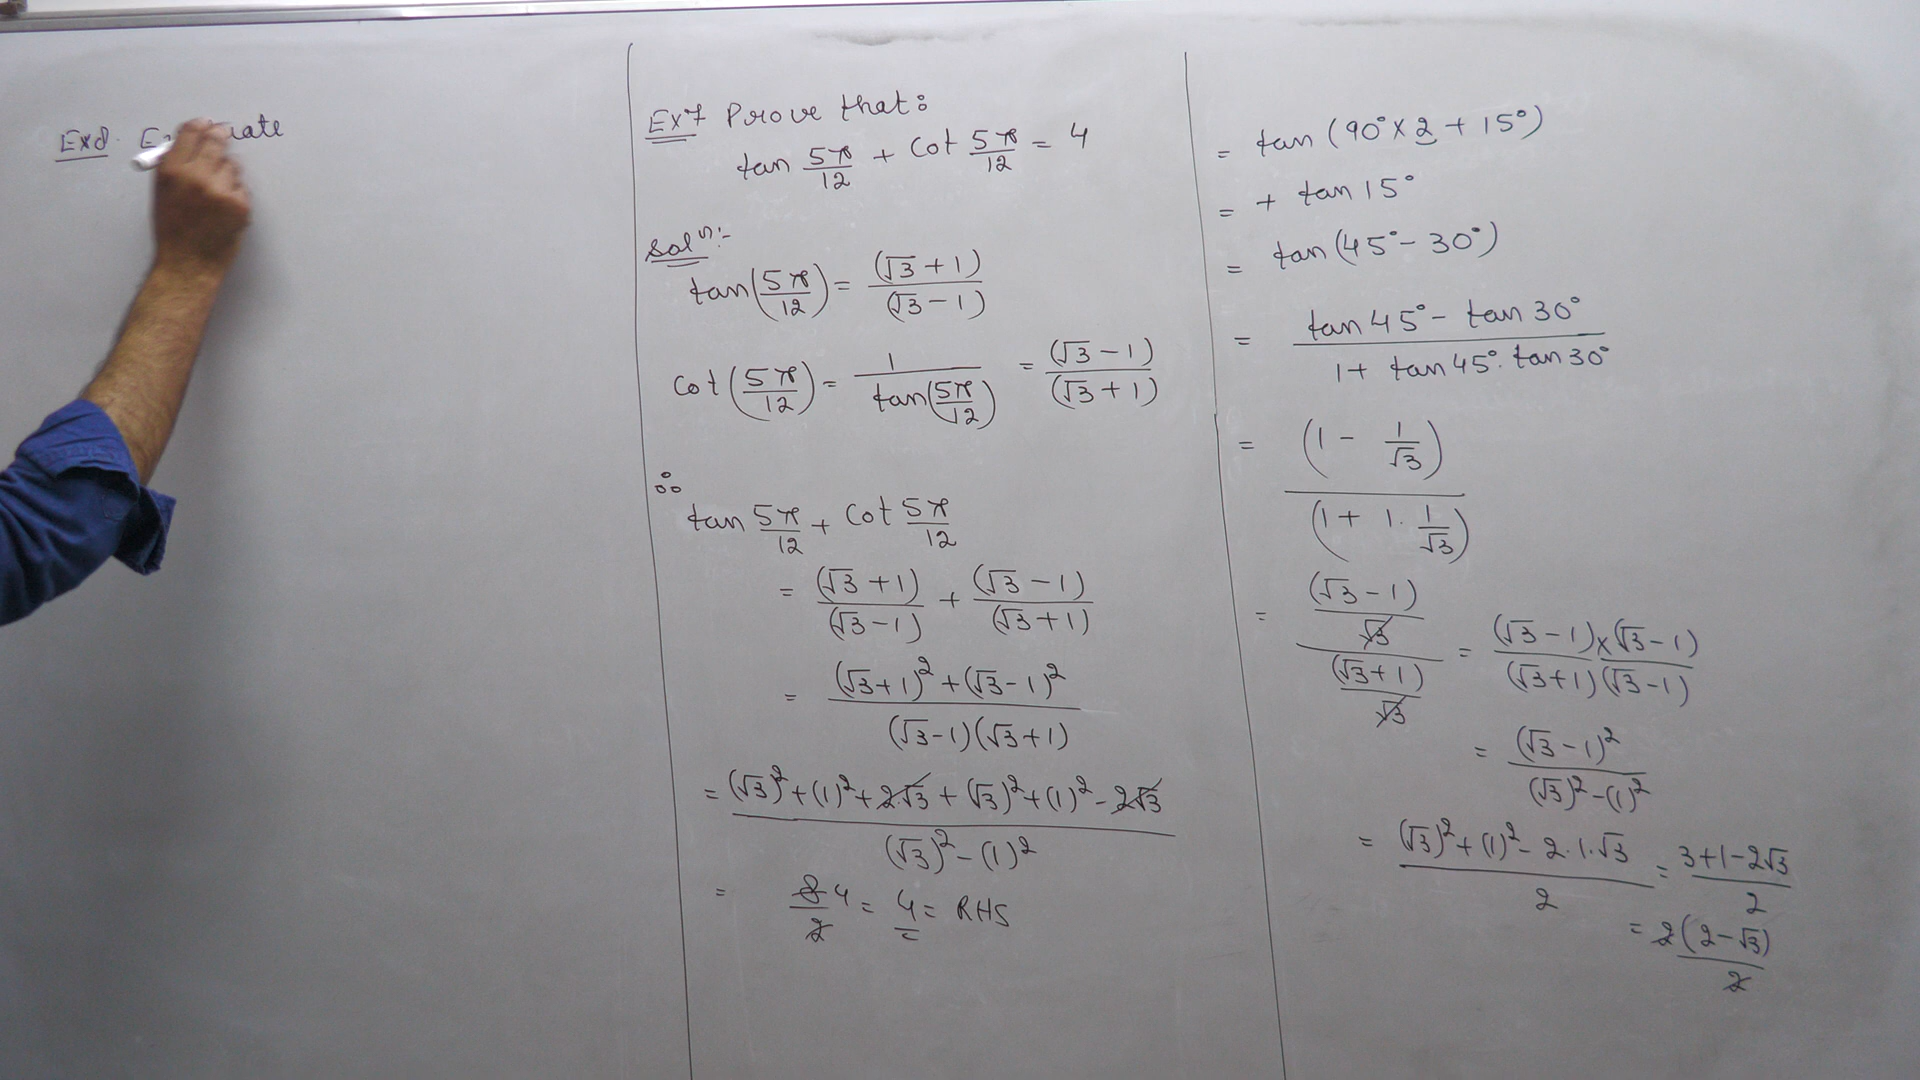 Ex8. Evaluate
Ex7 Prove that:
tan 5π/12 + cot 5π/12 = 4
Solⁿ:-
tan(5π/12) = (√3+1)/(√3-1)
cot(5π/12) = 1/tan(5π/12) = (√3-1)/(√3+1)
∴
tan 5π/12 + cot 5π/12
= (√3+1)/(√3-1) + (√3-1)/(√3+1)
= ((√3+1)² + (√3-1)²)/((√3-1)(√3+1))
= ((√3)² + (1)² + 2√3 + (√3)² + (1)² - 2√3)/((√3)² - (1)²)
= 8/2 4 = 4 = RHS
= tan (90° × 2 + 15°)
= + tan 15°
= tan (45° - 30°)
= (tan 45° - tan 30°)/(1 + tan 45°. tan 30°)
= (1 - 1/√3)/(1 + 1. 1/√3)
= ((√3-1)/√3)/((√3+1)/√3) = ((√3-1) × (√3-1))/((√3+1)(√3-1))
= (√3-1)²/((√3)² - (1)²)
= ((√3)² + (1)² - 2.1.√3)/2 = (3+1-2√3)/2
= 2(2-√3)/2